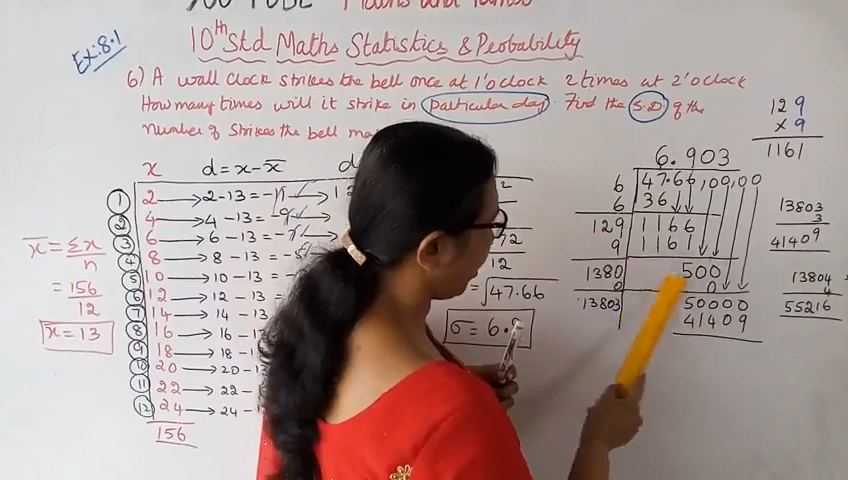 10th Std Maths Statistics & Probability
Ex:8.1
6) A wall clock strikes the bell once at 1'o clock 2 times at 2'o clock
How many times will it strike in particular day. Find the S.D of the
number of strikes the bell
x d = x - x̄ d
① 2 → 2-13 = -11 →
② 4 → 4-13 = -9 →
③ 6 → 6-13 = -7 →
④ 8 → 8-13 =
⑤ 10 → 10-13 =
⑥ 12 → 12-13 =
⑦ 14 → 14-13
⑧ 16 → 16-13
⑨ 18 → 18-1
⑩ 20 → 20-1
⑪ 22 → 22-
⑫ 24 → 24-1
156
x̄ = Σx/n
= 156/12
x̄ = 13
12
= √47.66
σ = 6.
6.903
6 47.66,00,00
6 36
129 1166
9 1161
1380 500
0 0
13803 50000
41409
129
× 9
1161
13803
3
41409
13804
4
55216